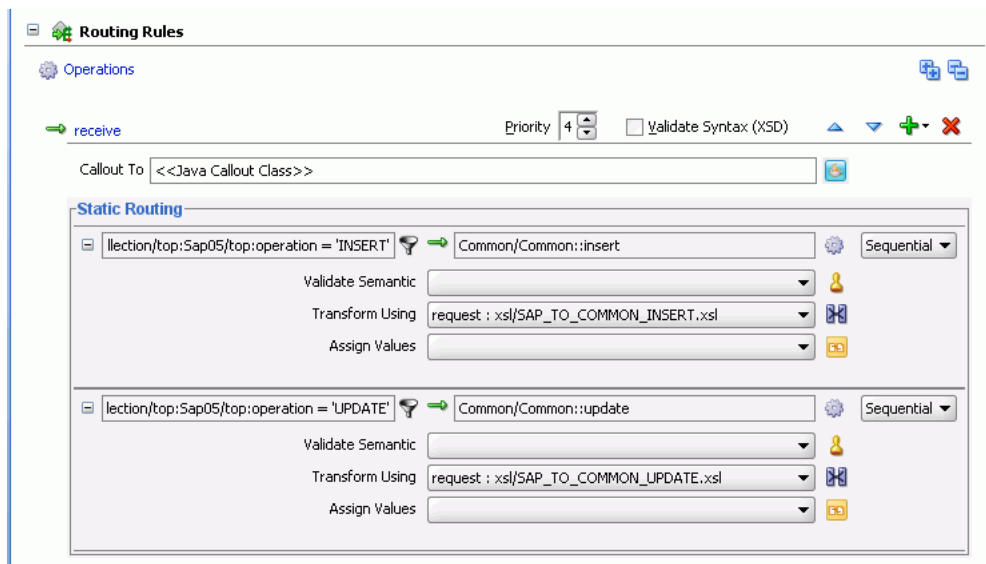 Routing Rules
Operations
receive Priority 4 Validate Syntax (XSD)
Callout To <<Java Callout Class>>
Static Routing
llection/top:Sap05/top:operation = 'INSERT' Common/Common::insert Sequential
Validate Semantic
Transform Using request : xsl/SAP_TO_COMMON_INSERT.xsl
Assign Values
lection/top:Sap05/top:operation = 'UPDATE' Common/Common::update Sequential
Validate Semantic
Transform Using request : xsl/SAP_TO_COMMON_UPDATE.xsl
Assign Values